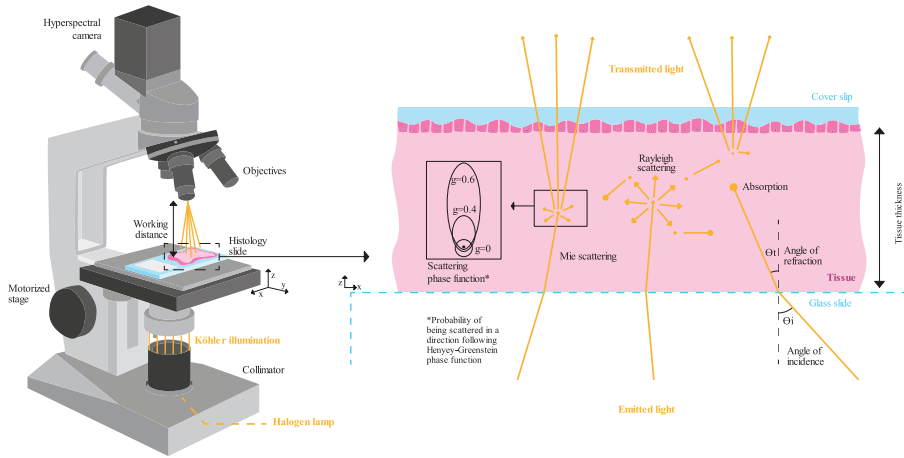 Hyperspectral
camera
Objectives
Working
distance
Histology
slide
z
y
x
Motorized
stage
Köhler illumination
Collimator
Halogen lamp
Transmitted light
Cover slip
Rayleigh
scattering
g=0.6
g=0.4
g=0
Scattering
phase function*
Mie scattering
Absorption
Tissue thickness
Θt
Angle of
refraction
Tissue
z
x
Glass slide
Θi
*Probability of
being scattered in a
direction following
Henyey-Greenstein
phase function
Angle of
incidence
Emitted light